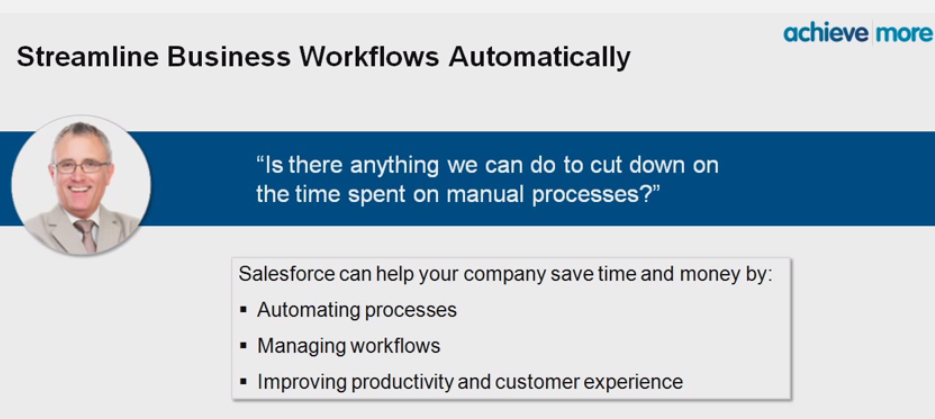 achieve more
Streamline Business Workflows Automatically
“Is there anything we can do to cut down on
the time spent on manual processes?”
Salesforce can help your company save time and money by:
▪ Automating processes
▪ Managing workflows
▪ Improving productivity and customer experience